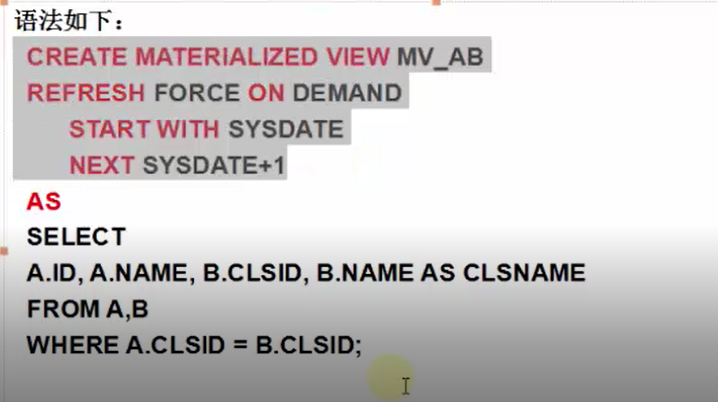 语法如下：
CREATE MATERIALIZED VIEW MV_AB
REFRESH FORCE ON DEMAND
START WITH SYSDATE
NEXT SYSDATE+1
AS
SELECT
A.ID, A.NAME, B.CLSID, B.NAME AS CLSNAME
FROM A,B
WHERE A.CLSID = B.CLSID;